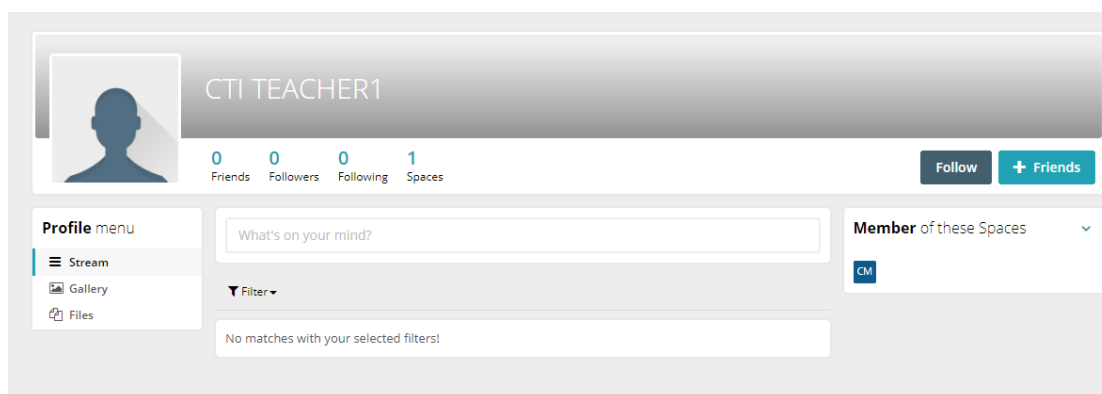 CTI TEACHER1
0 0 0 1
Friends Followers Following Spaces
Follow + Friends
Profile menu
Stream
Gallery
Files
What's on your mind?
Filter
No matches with your selected filters!
Member of these Spaces
CM